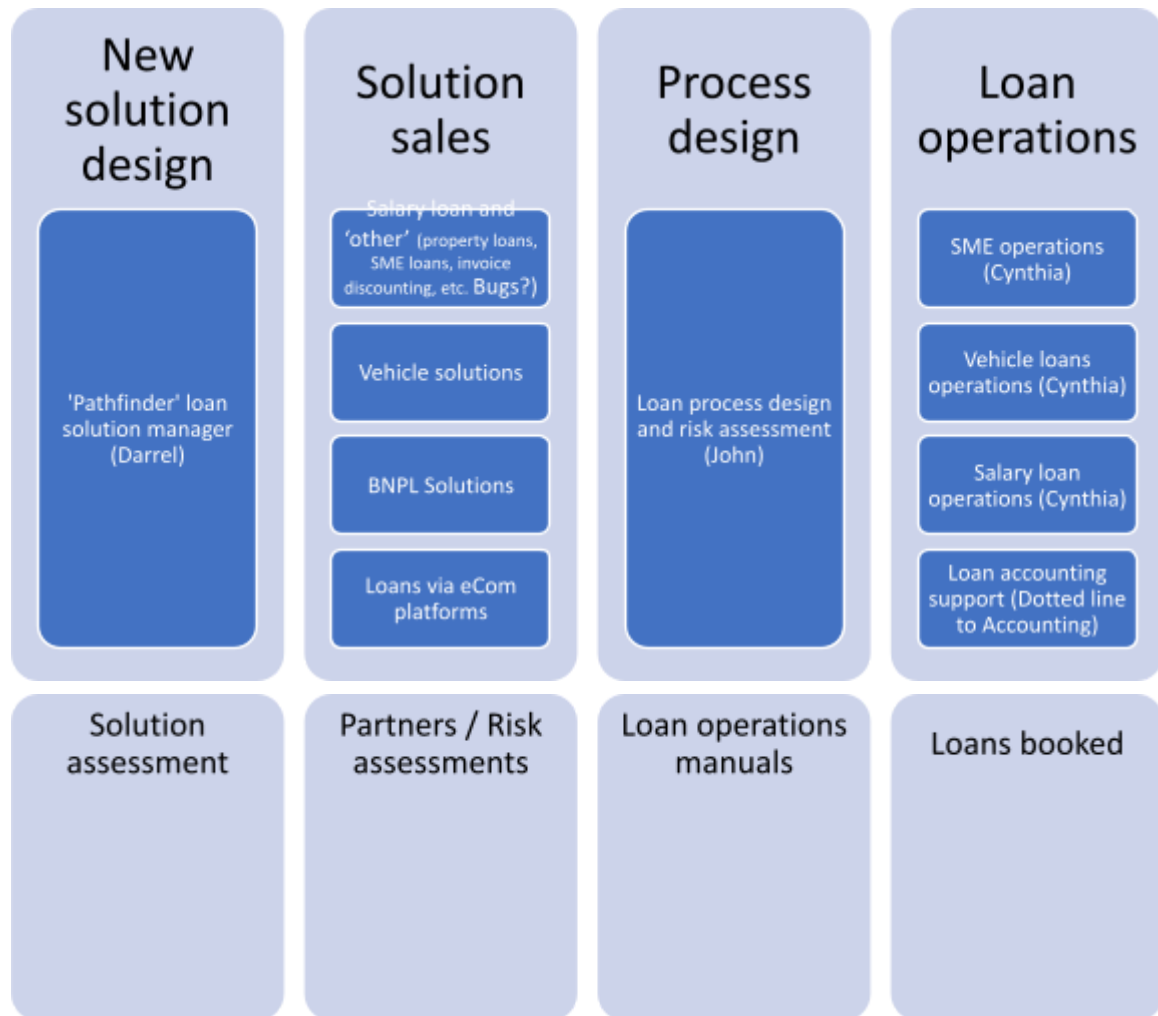 New
solution
design
'Pathfinder' loan
solution manager
(Darrel)
Solution
sales
Salary loan and
‘other’ (property loans,
SME loans, invoice
discounting, etc. Bugs?)
Vehicle solutions
BNPL Solutions
Loans via eCom
platforms
Process
design
Loan process design
and risk assessment
(John)
Loan
operations
SME operations
(Cynthia)
Vehicle loans
operations (Cynthia)
Salary loan
operations (Cynthia)
Loan accounting
support (Dotted line
to Accounting)
Solution
assessment
Partners / Risk
assessments
Loan operations
manuals
Loans booked